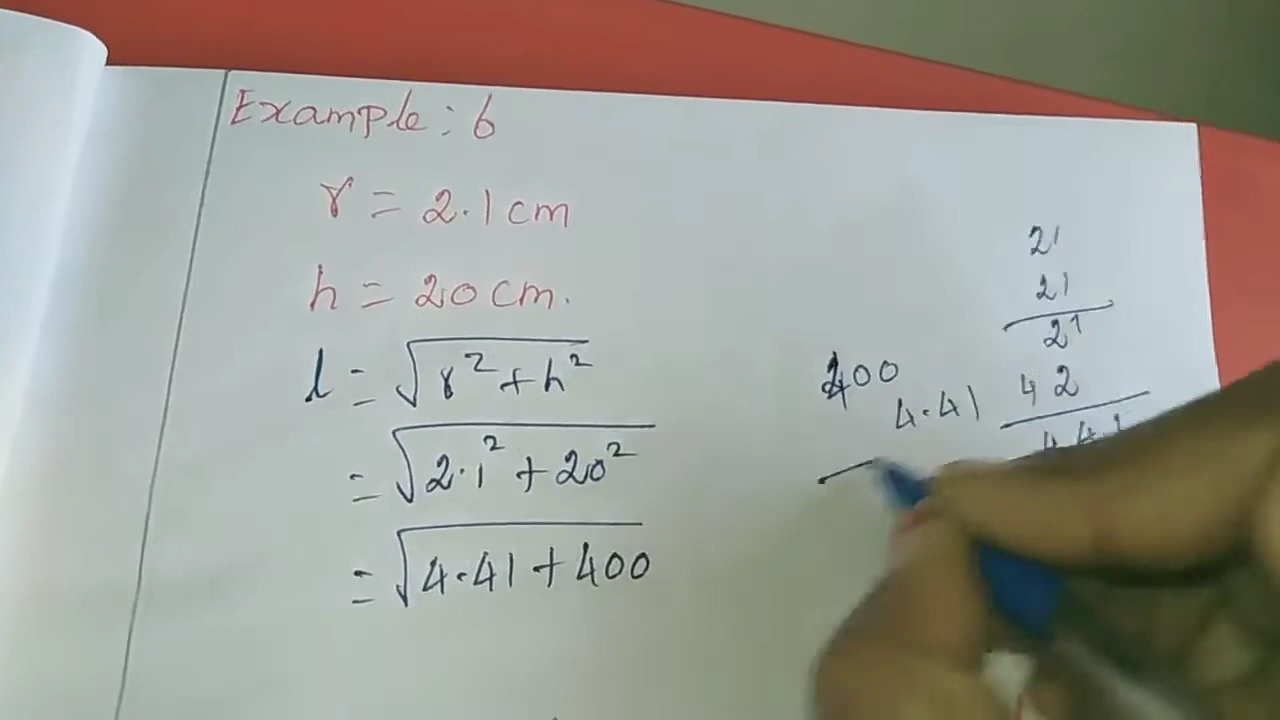 Example: 6
r = 2.1 cm
h = 20 cm.
l = √r² + h²
= √2.1² + 20²
= √4.41 + 400
400
4.41
21
21
21
42
441